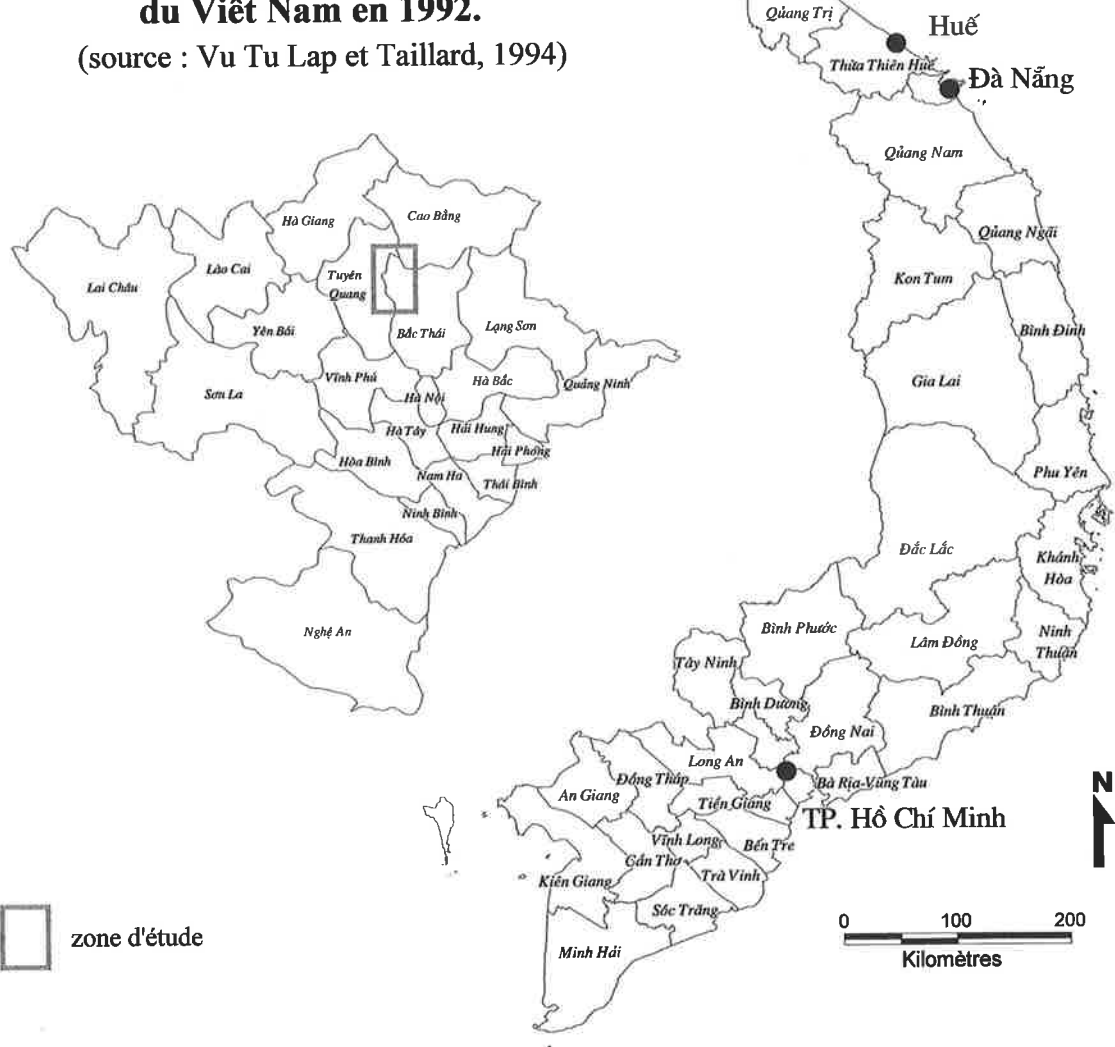 du Viêt Nam en 1992.
(source : Vu Tu Lap et Taillard, 1994)
Qủang Trị
Huế
Thừa Thiên Huế
Đà Nẵng
Qủang Nam
Hà Giang
Cao Bằng
Qủang Ngãi
Lào Cai
Lai Châu
Tuyên
Quang
Kon Tum
Yên Bái
Bắc Thái
Lạng Sơn
Bình Đinh
Vĩnh Phú
Hà Bắc
Quảng Ninh
Gia Lai
Sơn La
Hà Nội
Hà Tây
Hải Hung
Hải Phòng
Hòa Bình
Nam Ha
Thái Bình
Phu Yên
Ninh Bình
Thanh Hóa
Đắc Lắc
Khánh
Hòa
Nghệ An
Bình Phước
Lâm Đồng
Ninh
Thuận
Tây Ninh
Bình Dương
Bình Thuận
Đồng Nai
Long An
Đồng Tháp
Bà Rịa-Vũng Tàu
An Giang
Tiền Giang
TP. Hồ Chí Minh
N
Vĩnh Long
Bến Tre
Cần Thơ
Kiên Giang
Trà Vinh
Sóc Trăng
zone d'étude
Minh Hải
0 100 200
Kilomètres